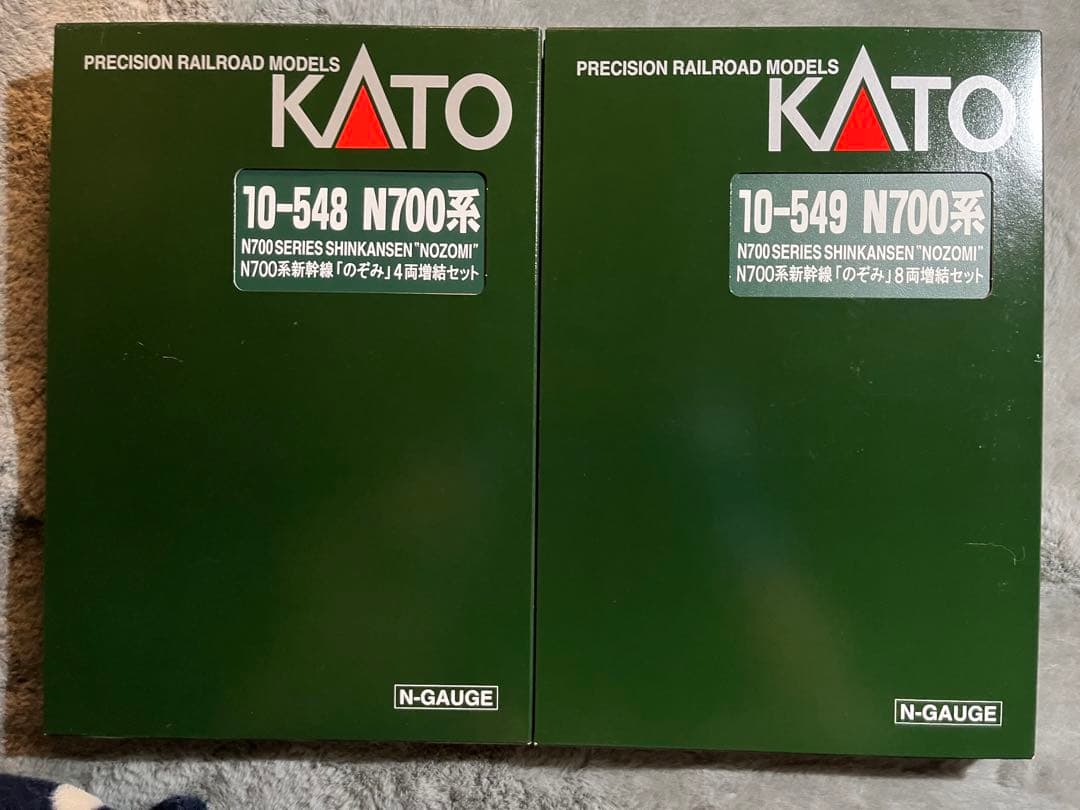 PRECISION RAILROAD MODELS
KATO
10-548 N700系
N700 SERIES SHINKANSEN "NOZOMI"
N700系新幹線「のぞみ」4両増結セット
N-GAUGE
PRECISION RAILROAD MODELS
KATO
10-549 N700系
N700 SERIES SHINKANSEN "NOZOMI"
N700系新幹線「のぞみ」8両増結セット
N-GAUGE